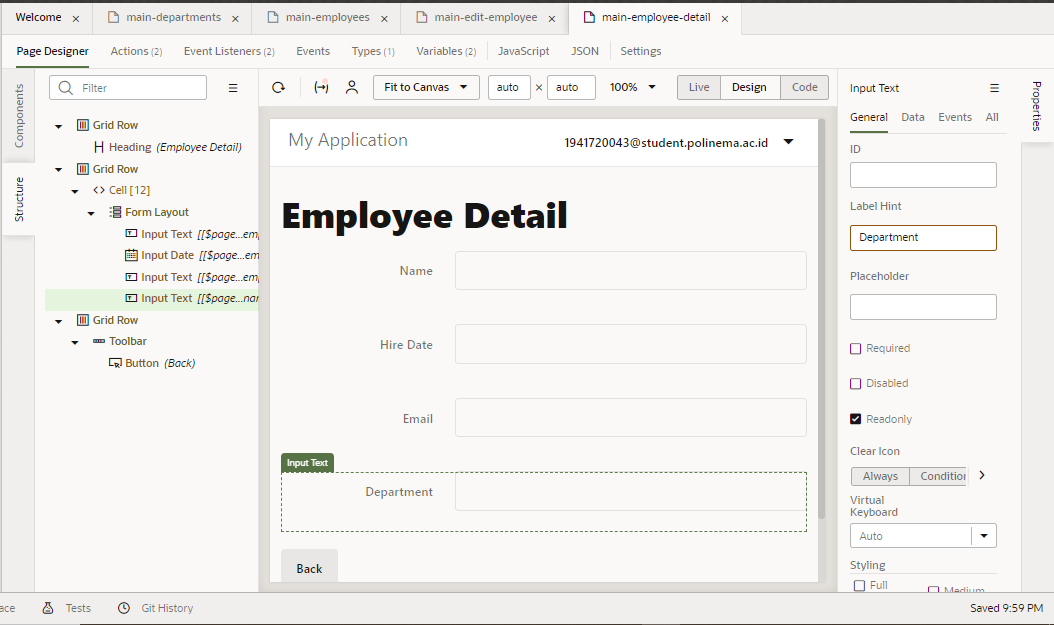 Welcome × main-departments × main-employees × main-edit-employee × main-employee-detail ×
Page Designer Actions (2) Event Listeners (2) Events Types (1) Variables (2) JavaScript JSON Settings
Components
Structure
Filter
Grid Row
Heading (Employee Detail)
Grid Row
<> Cell [12]
Form Layout
Input Text [[$page...em
Input Date [[$page...em
Input Text [[$page...em
Input Text [[$page...nar
Grid Row
Toolbar
Button (Back)
Fit to Canvas auto × auto 100% Live Design Code
My Application 1941720043@student.polinema.ac.id
Employee Detail
Name
Hire Date
Email
Input Text
Department
Back
Input Text
General Data Events All
ID
Label Hint
Department
Placeholder
Required
Disabled
Readonly
Clear Icon
Always Condition
Virtual
Keyboard
Auto
Styling
Full
Medium
Properties
ace Tests Git History Saved 9:59 PM